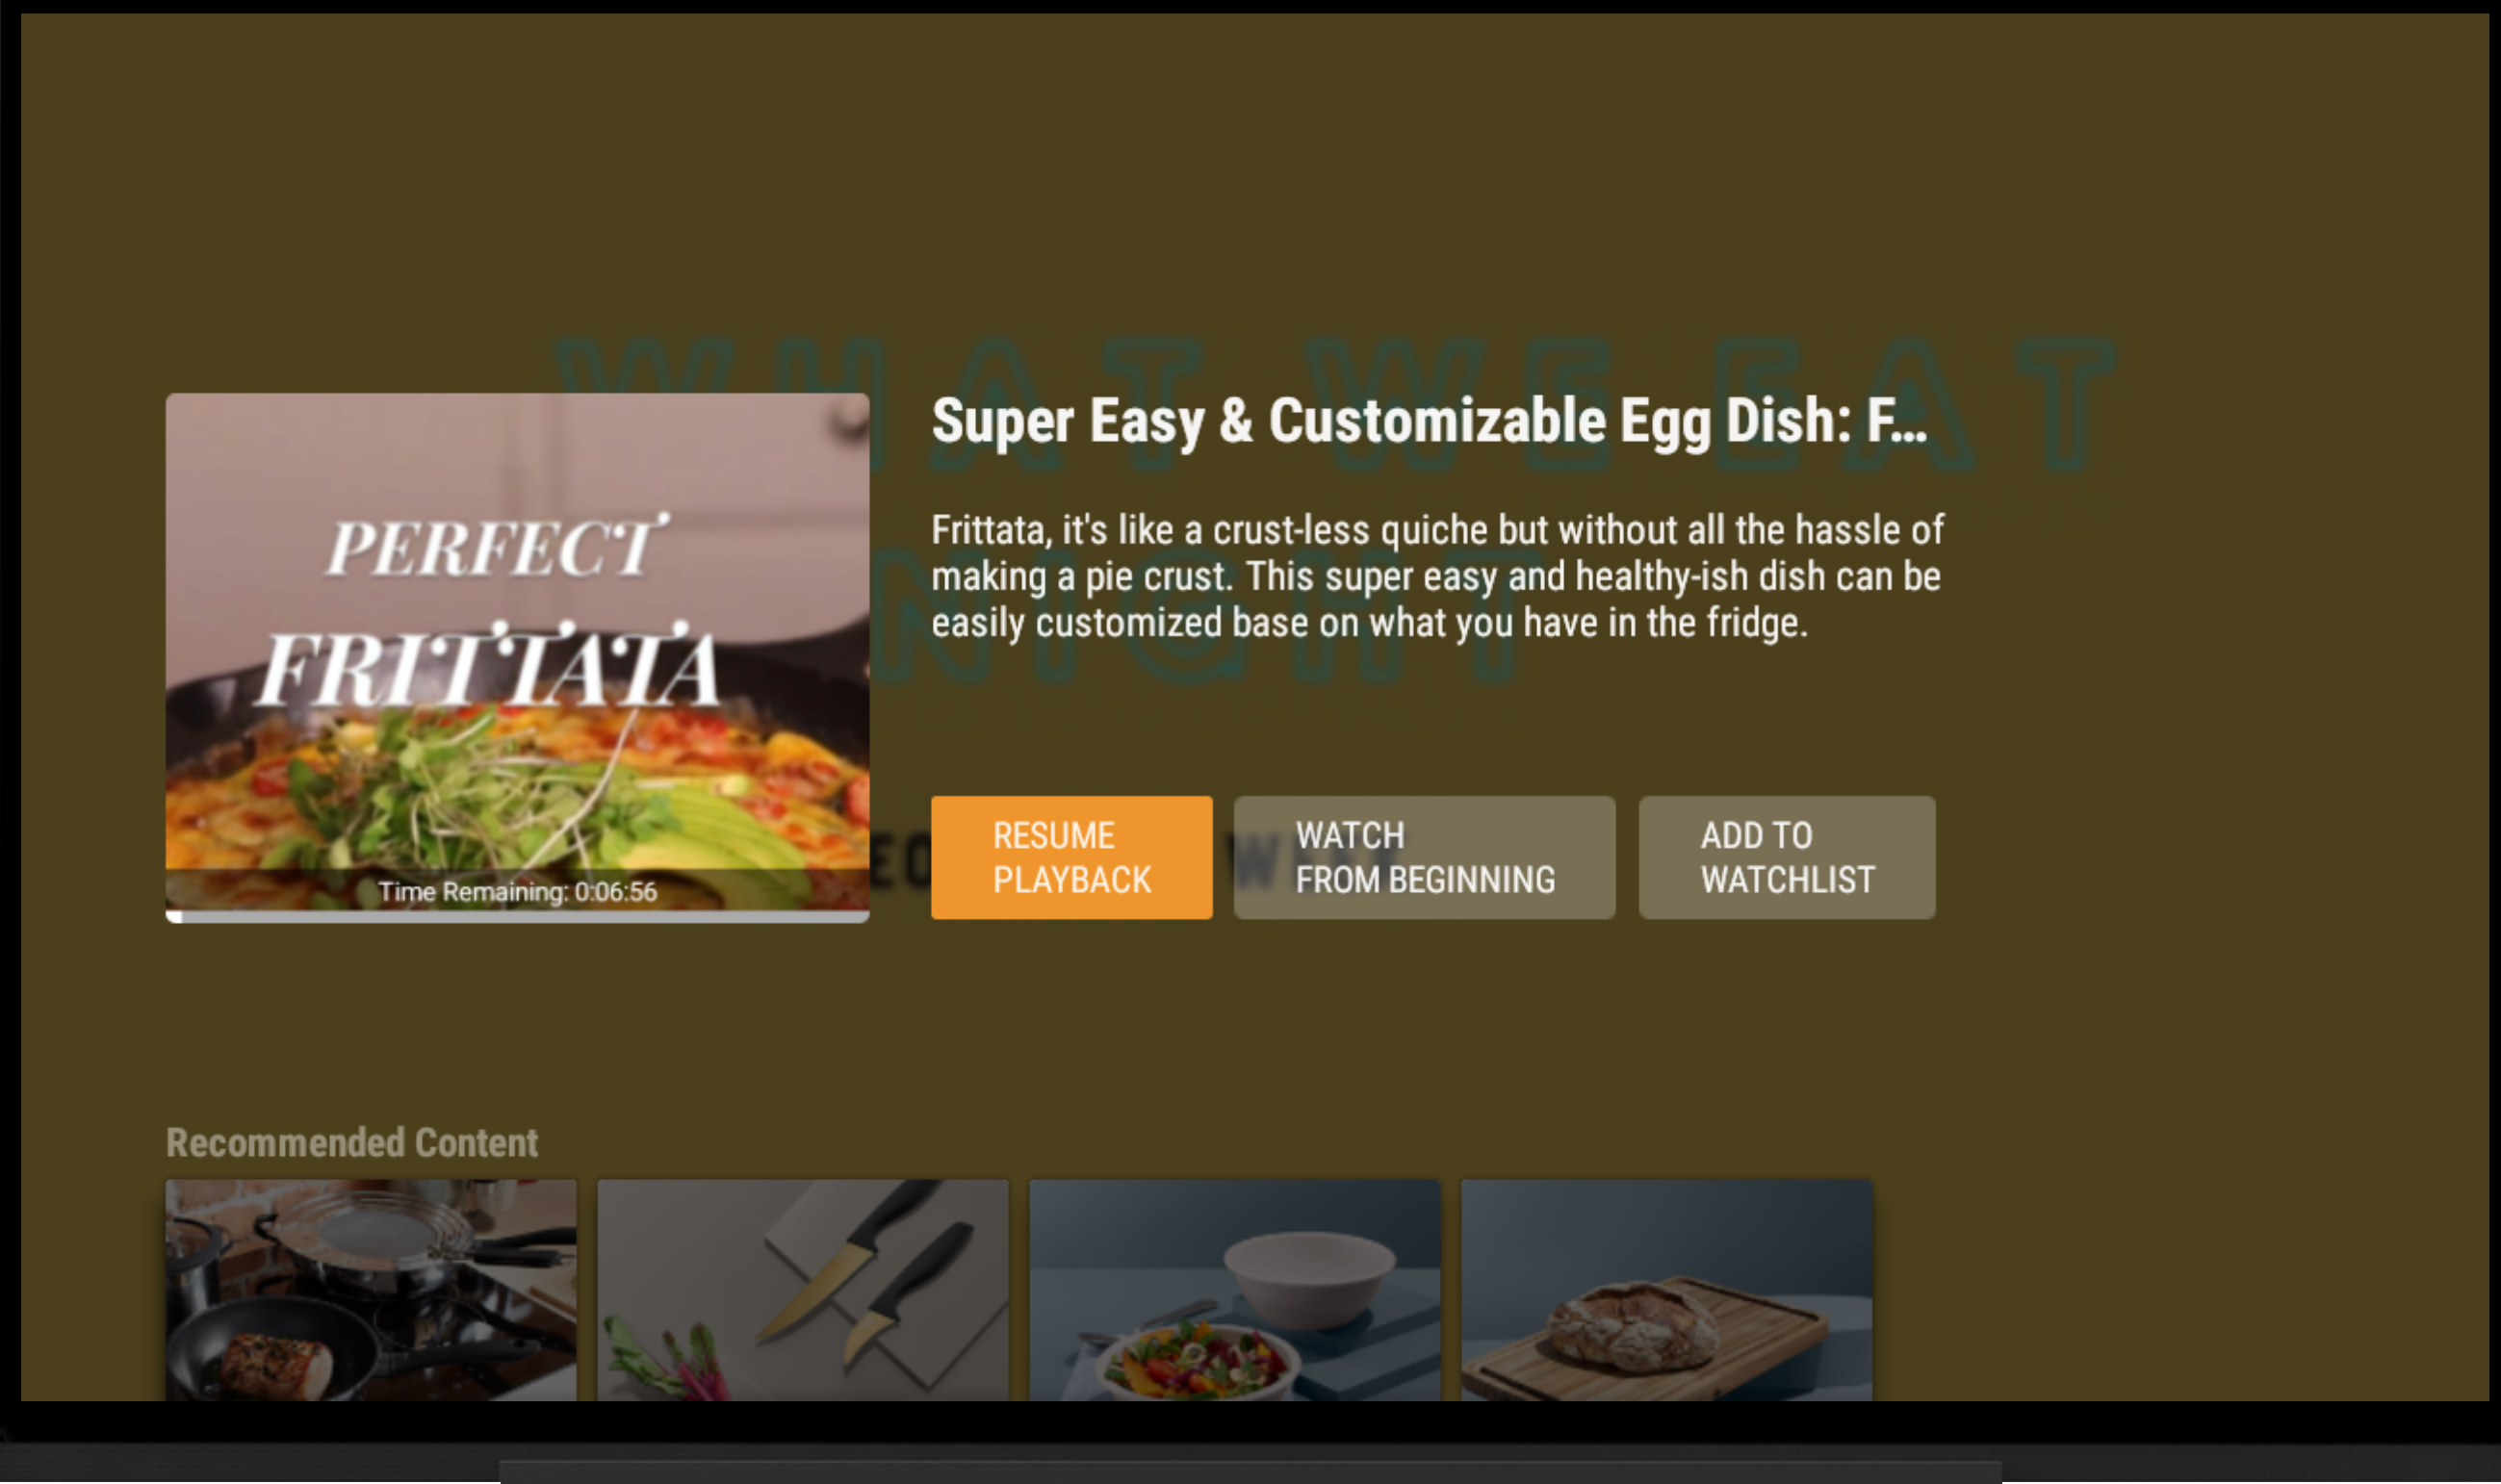 WHAT WE EAT
NIGHT
Super Easy & Customizable Egg Dish: F...
PERFECT
FRITTATA
Frittata, it's like a crust-less quiche but without all the hassle of
making a pie crust. This super easy and healthy-ish dish can be
easily customized base on what you have in the fridge.
Time Remaining: 0:06:56
RESUME
PLAYBACK
WATCH
FROM BEGINNING
ADD TO
WATCHLIST
Recommended Content